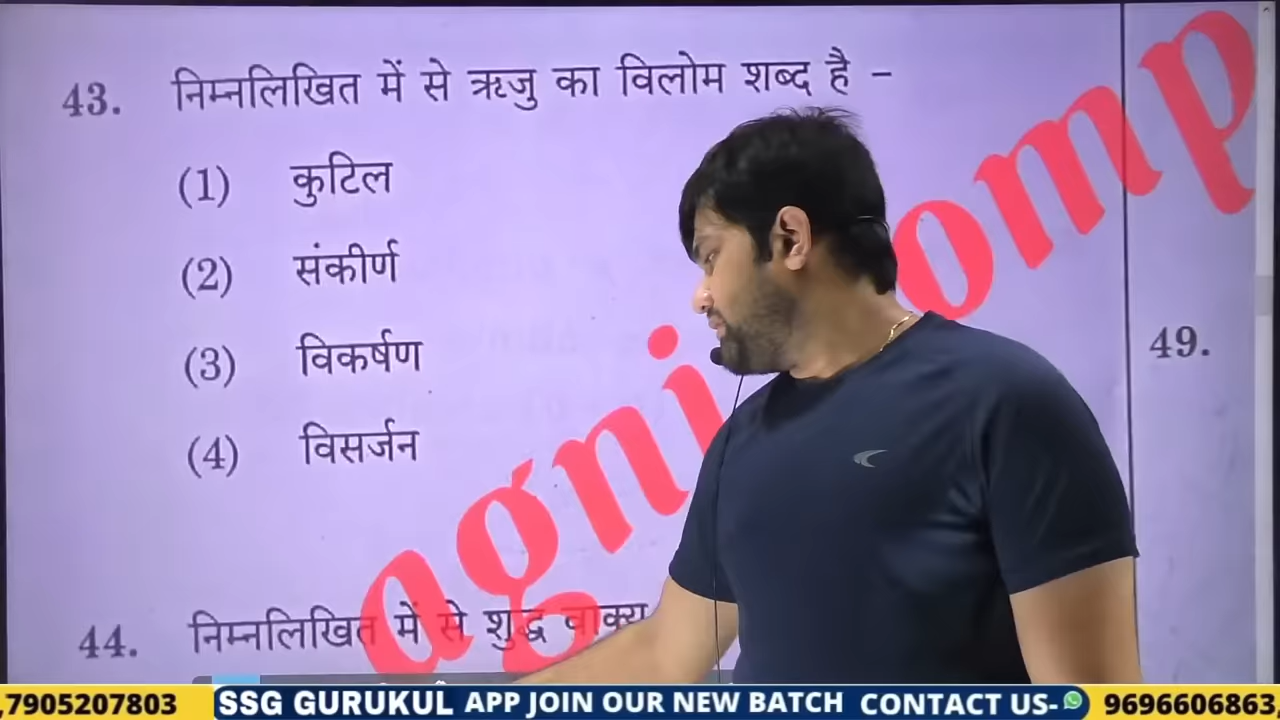 43. निम्नलिखित में से ऋजु का विलोम शब्द है –
(1) कुटिल
(2) संकीर्ण
(3) विकर्षण
(4) विसर्जन
49.
44. निम्नलिखित में से शुद्ध वाक्य
agni omp
,7905207803 SSG GURUKUL APP JOIN OUR NEW BATCH CONTACT US- 9696606863,